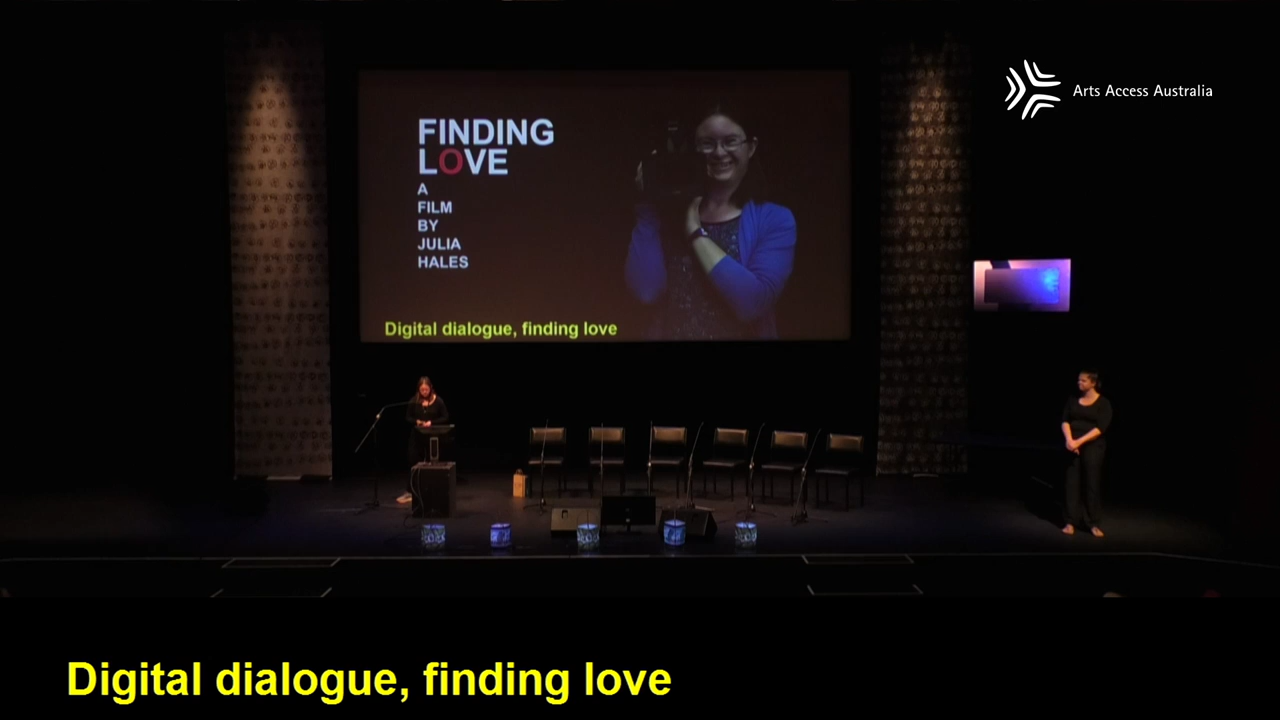 Arts Access Australia
FINDING
LOVE
A
FILM
BY
JULIA
HALES
Digital dialogue, finding love
Digital dialogue, finding love